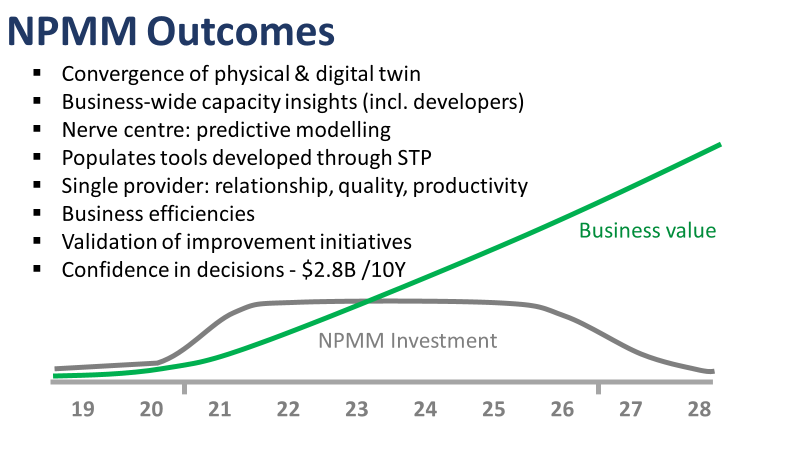 NPMM Outcomes
▪ Convergence of physical & digital twin
▪ Business-wide capacity insights (incl. developers)
▪ Nerve centre: predictive modelling
▪ Populates tools developed through STP
▪ Single provider: relationship, quality, productivity
▪ Business efficiencies
▪ Validation of improvement initiatives
▪ Confidence in decisions - $2.8B /10Y
Business value
NPMM Investment
19 20 21 22 23 24 25 26 27 28